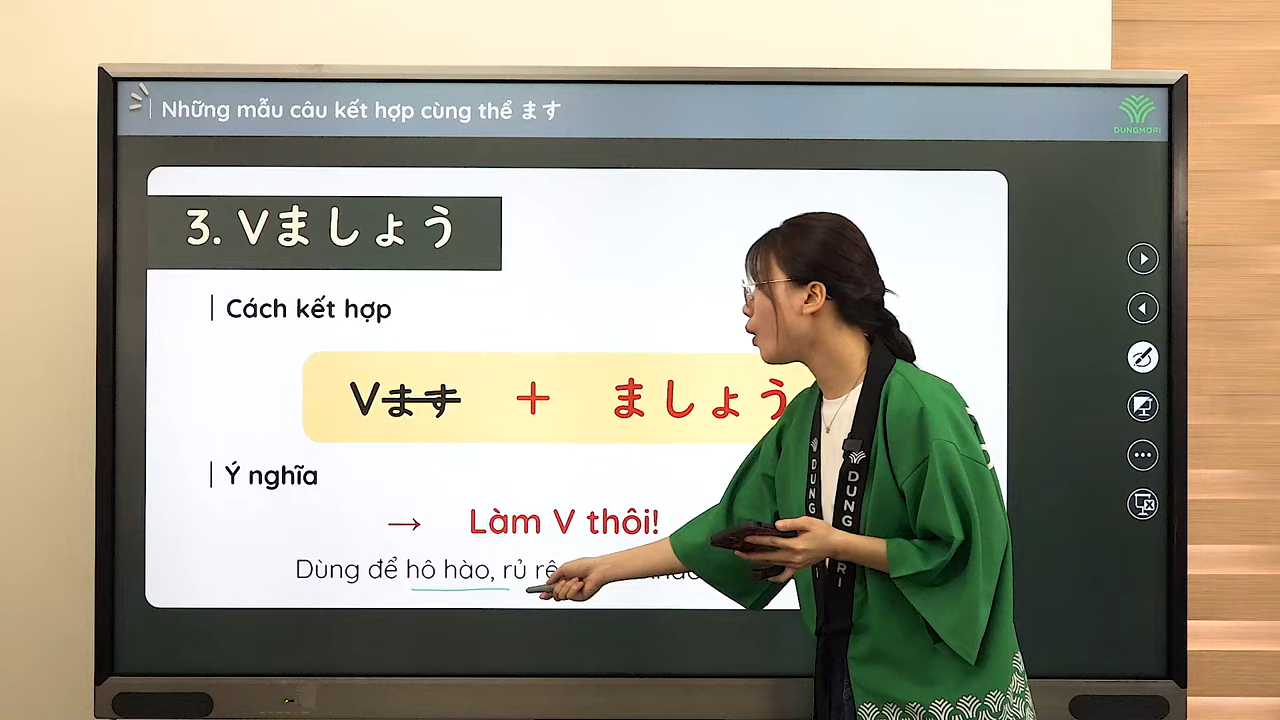 Những mẫu câu kết hợp cùng thể ます
DUNGMORI
3. Vましょう
Cách kết hợp
Vます + ましょう
Ý nghĩa
→ Làm V thôi!
Dùng để hô hào, rủ
DUNG
DUNG
RI